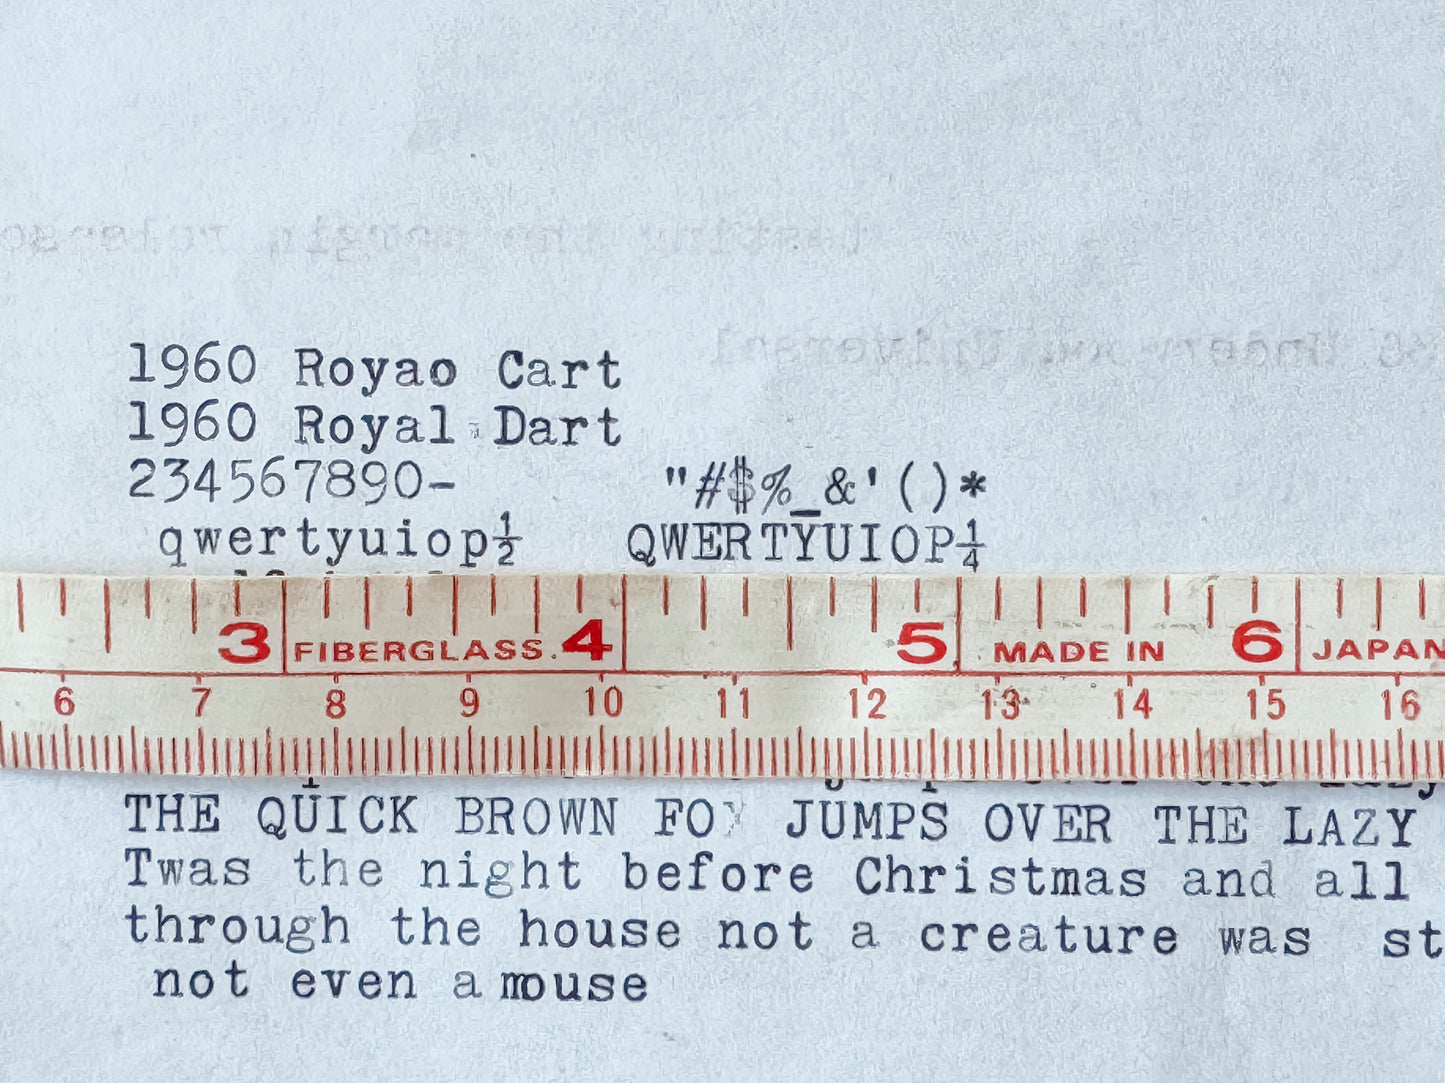 1960 Royao Cart
1960 Royal Dart
234567890- "#$%_&'()*
qwertyuiop½ QWERTYUIOP¼
3 FIBERGLASS. 4 5 MADE IN 6 JAPAN
6 7 8 9 10 11 12 13 14 15 16
THE QUICK BROWN FOX JUMPS OVER THE LAZY
Twas the night before Christmas and all
through the house not a creature was st
not even a mouse